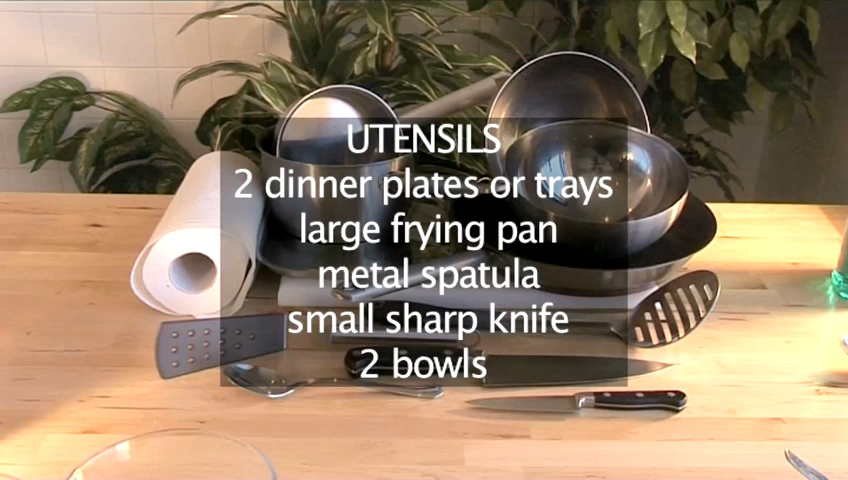 UTENSILS
2 dinner plates or trays
large frying pan
metal spatula
small sharp knife
2 bowls